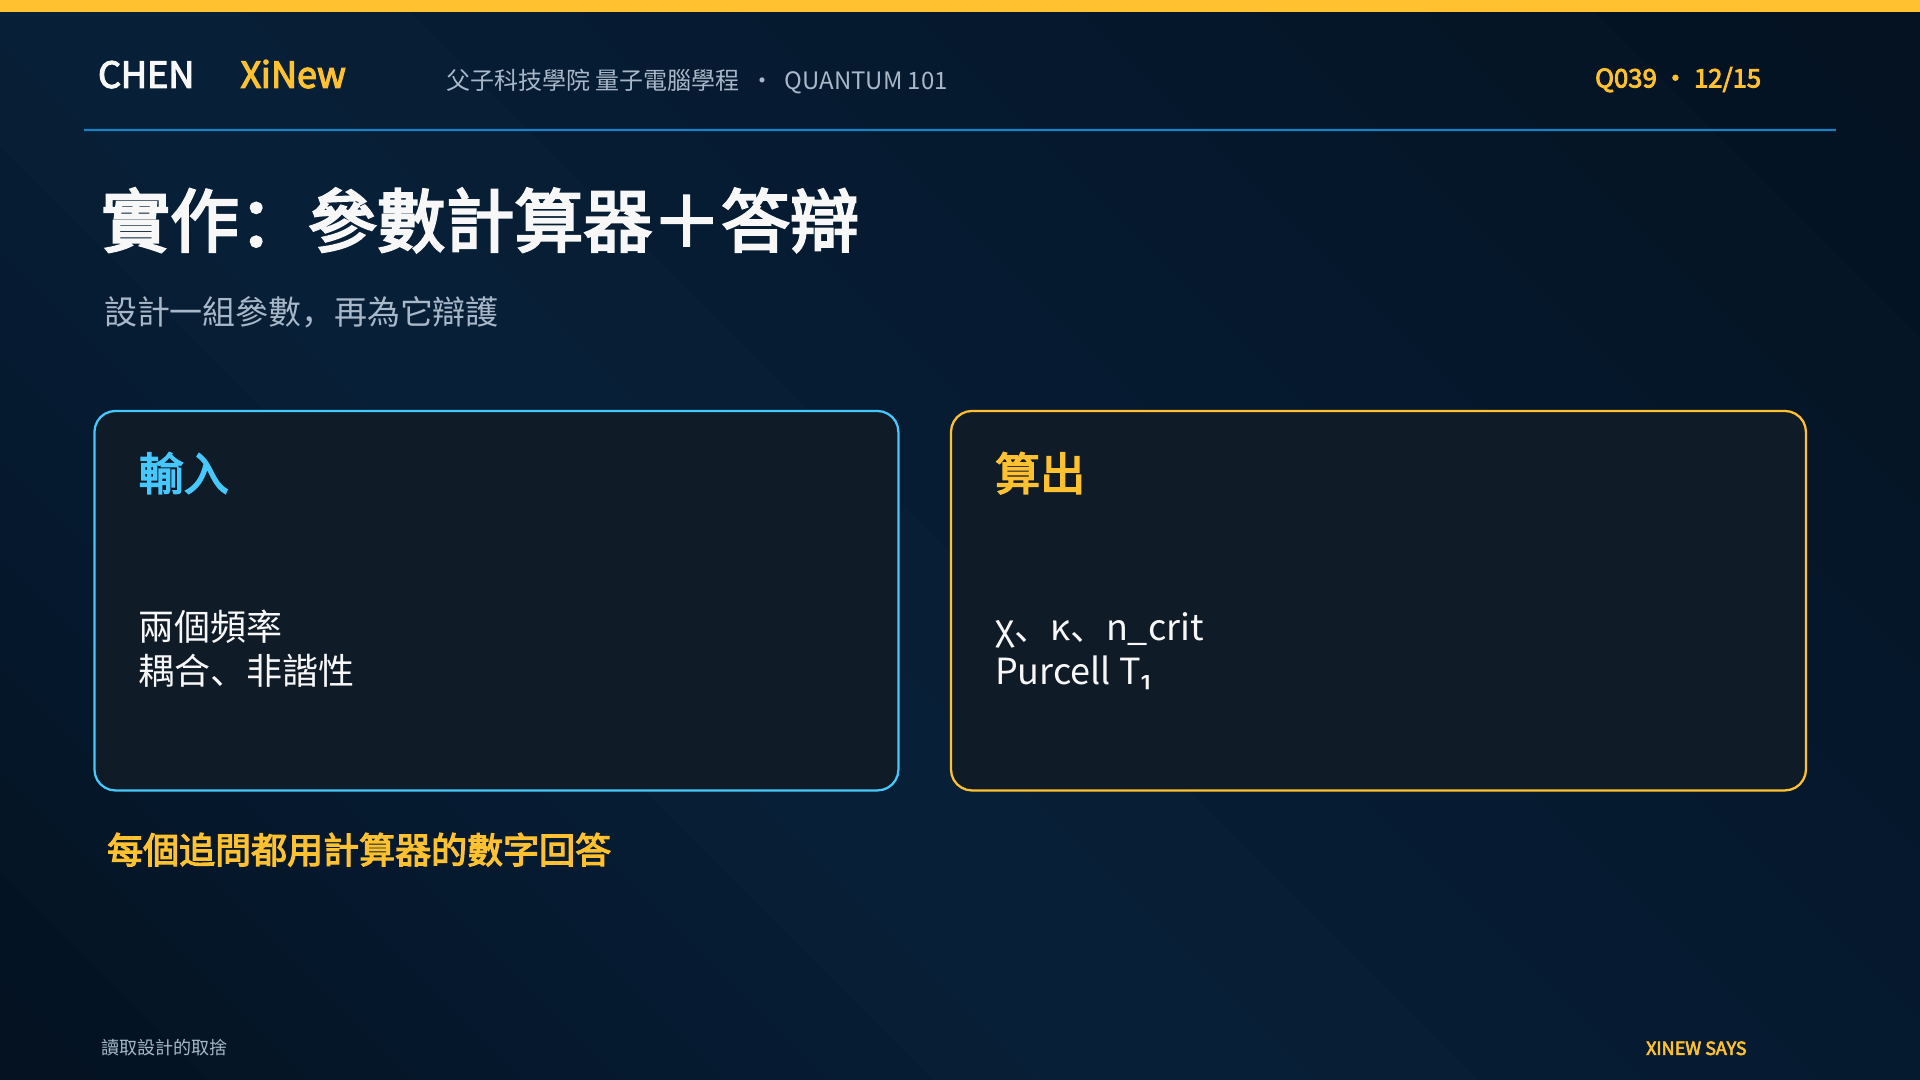 CHEN XiNew 父子科技學院 量子電腦學程 · QUANTUM 101 Q039 · 12/15
實作：參數計算器＋答辯
設計一組參數，再為它辯護
輸入
兩個頻率
耦合、非諧性
算出
χ、κ、n_crit
Purcell T₁
每個追問都用計算器的數字回答
讀取設計的取捨 XINEW SAYS